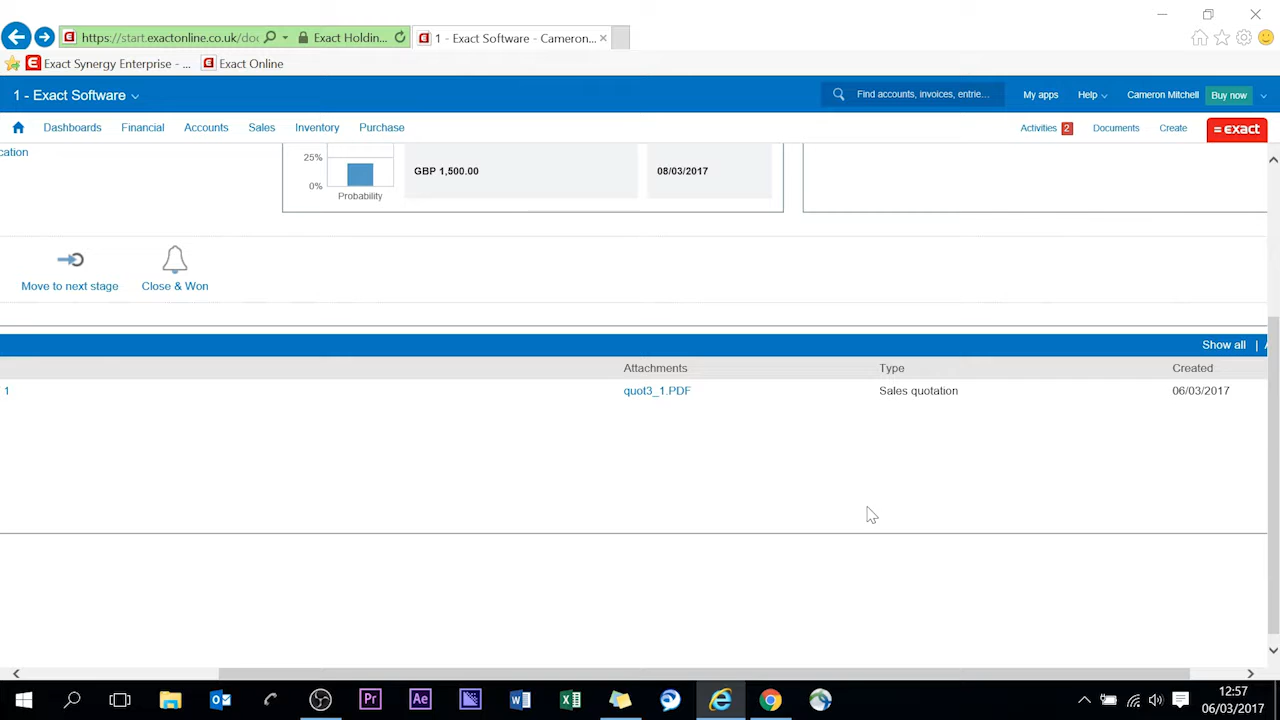 https://start.exactonline.co.uk/do
Exact Holdin...
1 - Exact Software - Cameron...
Exact Synergy Enterprise - ...
Exact Online
1 - Exact Software
Find accounts, invoices, entrie...
My apps
Help
Cameron Mitchell
Buy now
Dashboards
Financial
Accounts
Sales
Inventory
Purchase
Activities 2
Documents
Create
= exact
cation
25%
0%
Probability
GBP 1,500.00
08/03/2017
Move to next stage
Close & Won
Show all |
Attachments
Type
Created
1
quot3_1.PDF
Sales quotation
06/03/2017
12:57
06/03/2017